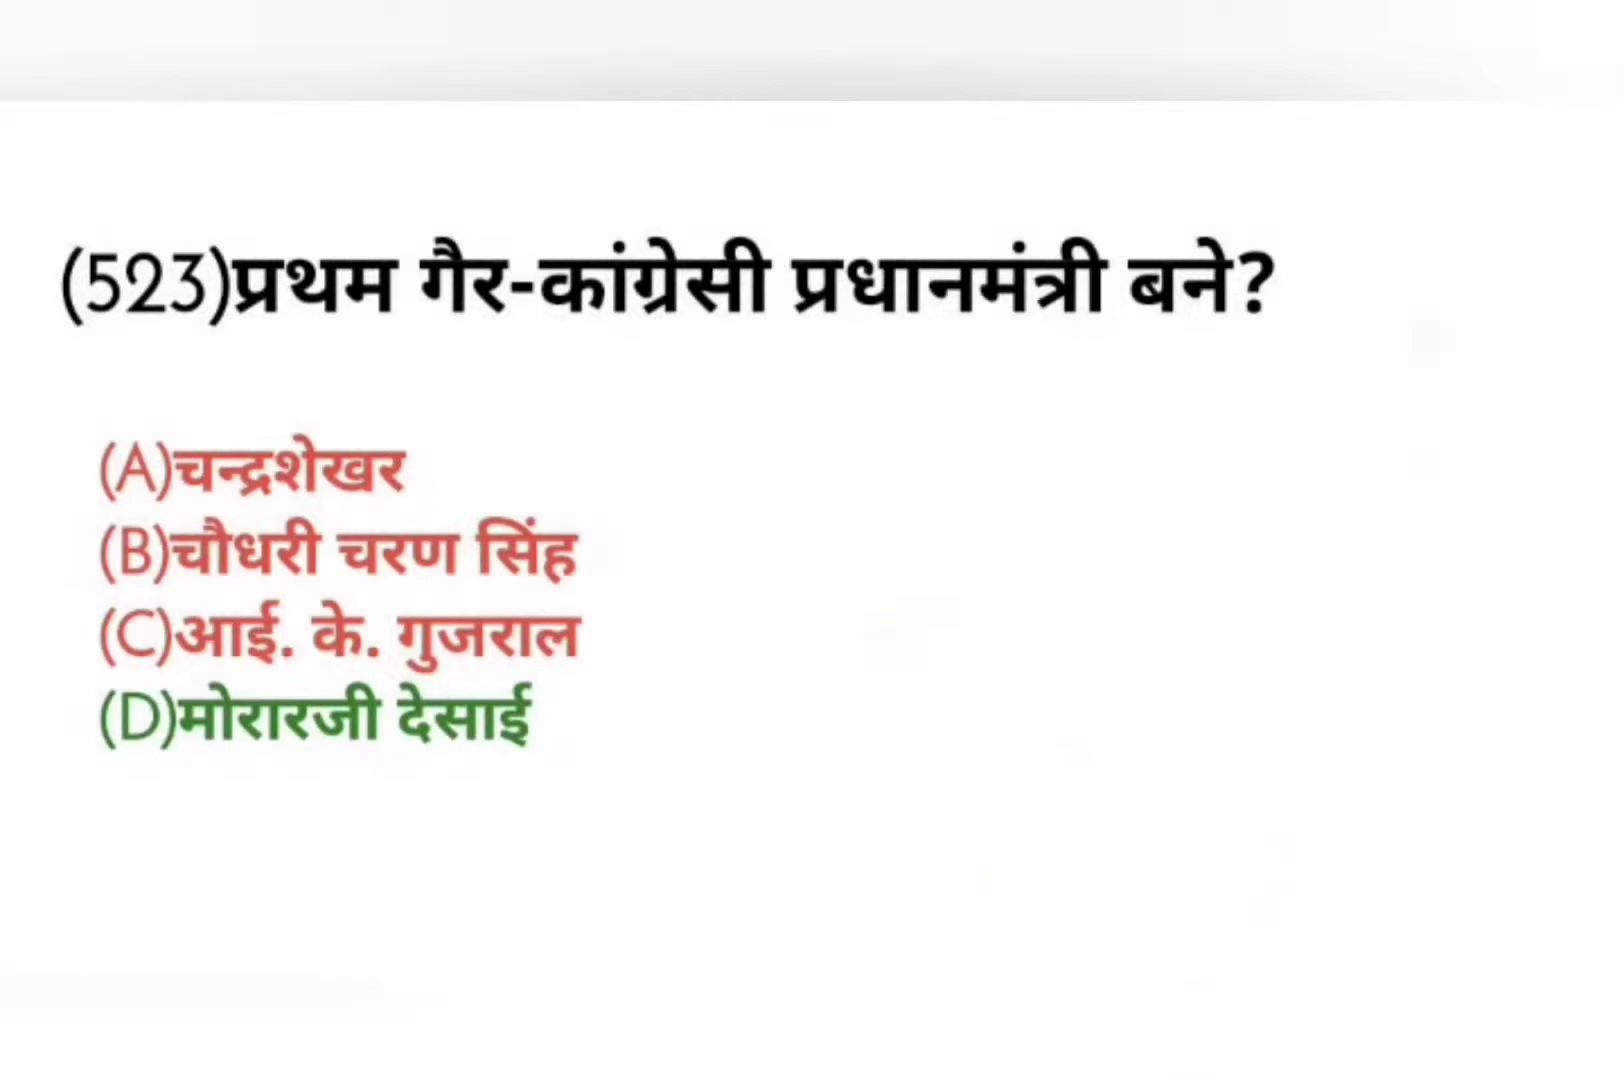 (523)प्रथम गैर-कांग्रेसी प्रधानमंत्री बने?
(A)चन्द्रशेखर
(B)चौधरी चरण सिंह
(C)आई. के. गुजराल
(D)मोरारजी देसाई